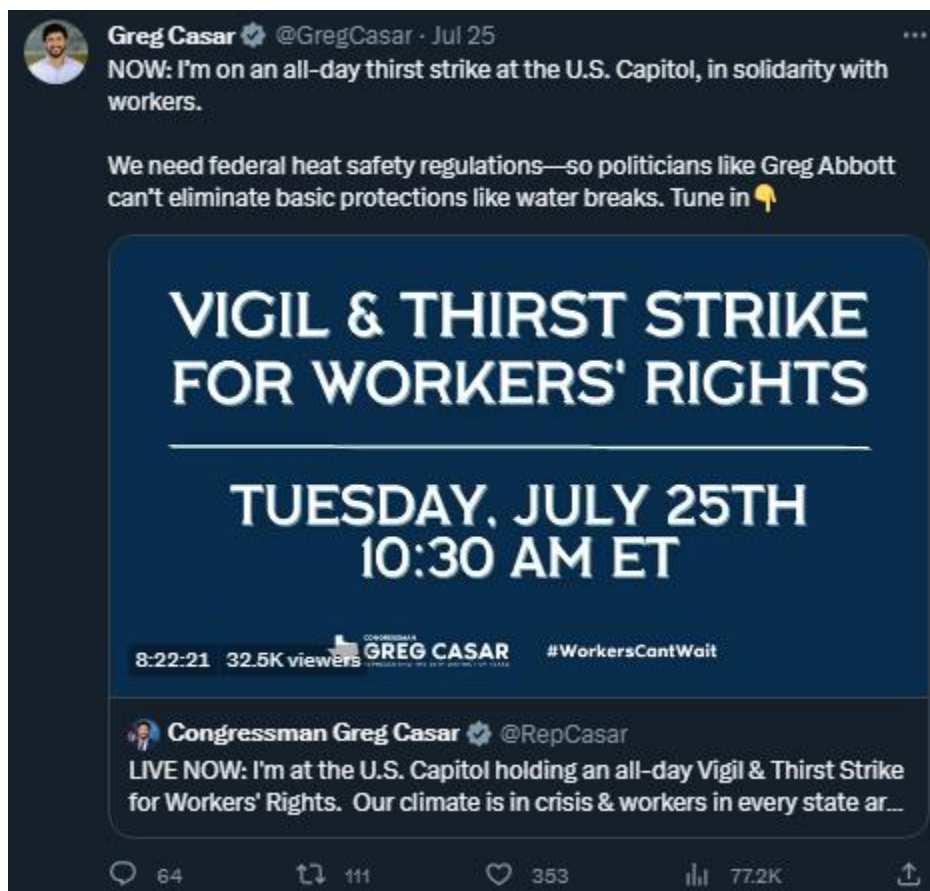 Greg Casar @GregCasar · Jul 25
NOW: I'm on an all-day thirst strike at the U.S. Capitol, in solidarity with
workers.
We need federal heat safety regulations—so politicians like Greg Abbott
can't eliminate basic protections like water breaks. Tune in👇
VIGIL & THIRST STRIKE
FOR WORKERS' RIGHTS
TUESDAY, JULY 25TH
10:30 AM ET
CONGRESSMAN
GREG CASAR #WorkersCantWait
8:22:21 32.5K viewers
Congressman Greg Casar @RepCasar
LIVE NOW: I'm at the U.S. Capitol holding an all-day Vigil & Thirst Strike
for Workers' Rights. Our climate is in crisis & workers in every state ar...
64 111 353 77.2K